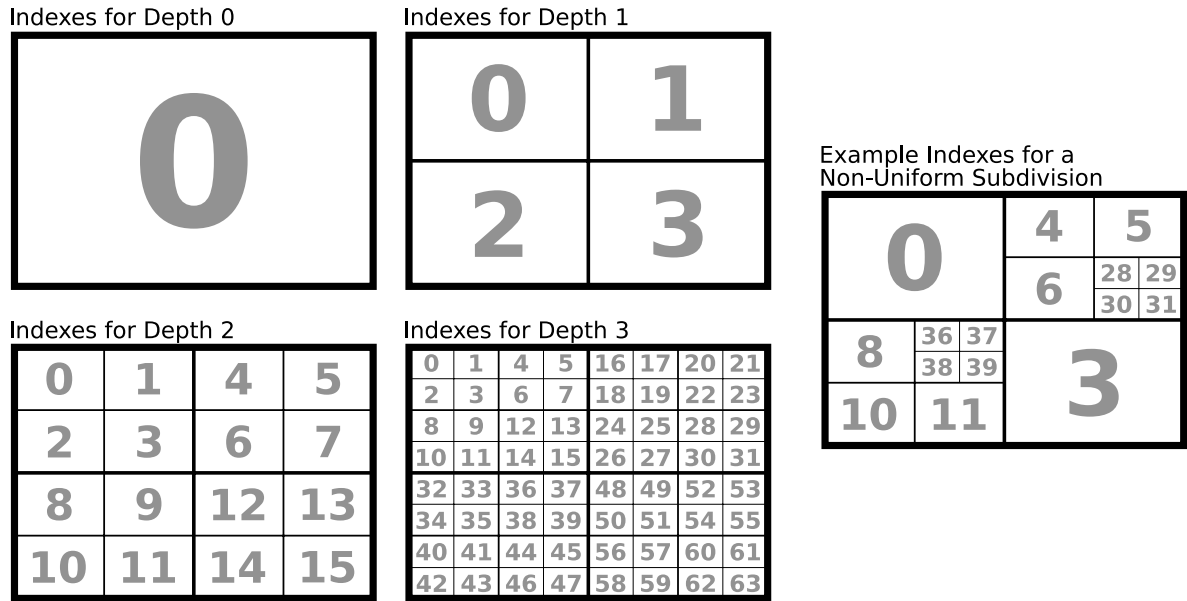 Indexes for Depth 0
0
Indexes for Depth 1
0 1
2 3
Indexes for Depth 2
0 1 4 5
2 3 6 7
8 9 12 13
10 11 14 15
Indexes for Depth 3
0 1 4 5 16 17 20 21
2 3 6 7 18 19 22 23
8 9 12 13 24 25 28 29
10 11 14 15 26 27 30 31
32 33 36 37 48 49 52 53
34 35 38 39 50 51 54 55
40 41 44 45 56 57 60 61
42 43 46 47 58 59 62 63
Example Indexes for a
Non-Uniform Subdivision
0 4 5
6 28 29
30 31
8 36 37
38 39
3
10 11